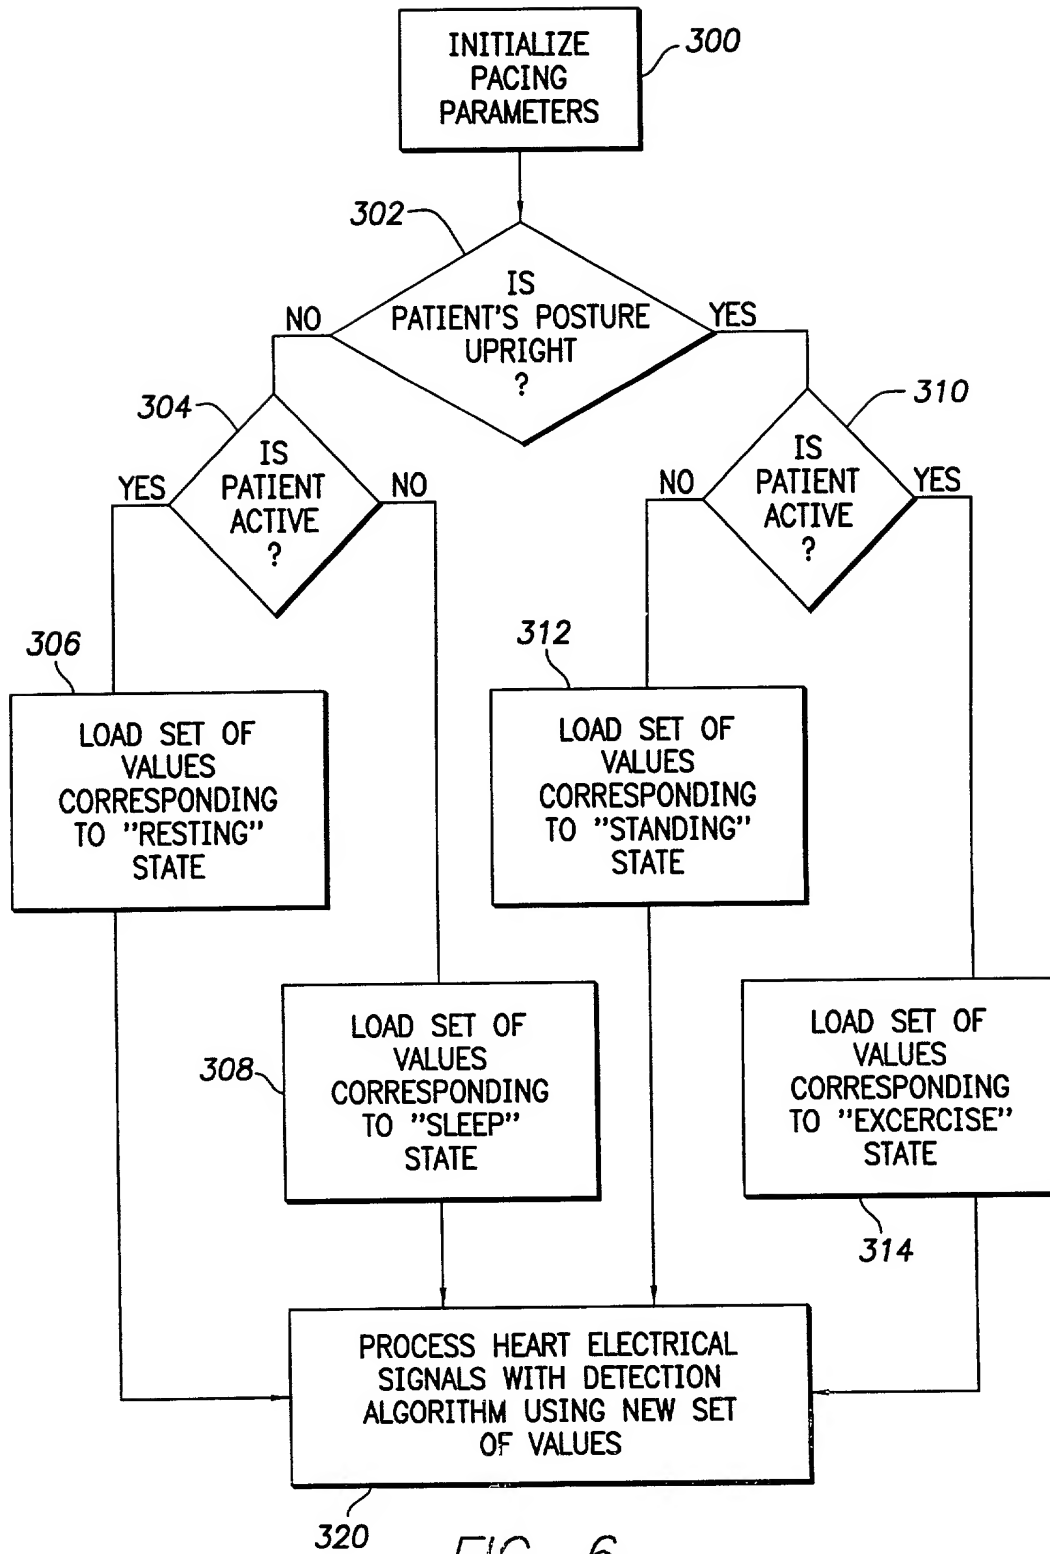 INITIALIZE
PACING
PARAMETERS
300
302
IS
PATIENT'S POSTURE
UPRIGHT
?
NO
YES
304
IS
PATIENT
ACTIVE
?
YES
NO
310
IS
PATIENT
ACTIVE
?
NO
YES
306
LOAD SET OF
VALUES
CORRESPONDING
TO "RESTING"
STATE
312
LOAD SET OF
VALUES
CORRESPONDING
TO "STANDING"
STATE
308
LOAD SET OF
VALUES
CORRESPONDING
TO "SLEEP"
STATE
LOAD SET OF
VALUES
CORRESPONDING
TO "EXCERCISE"
STATE
314
PROCESS HEART ELECTRICAL
SIGNALS WITH DETECTION
ALGORITHM USING NEW SET
OF VALUES
320
FIG. 6